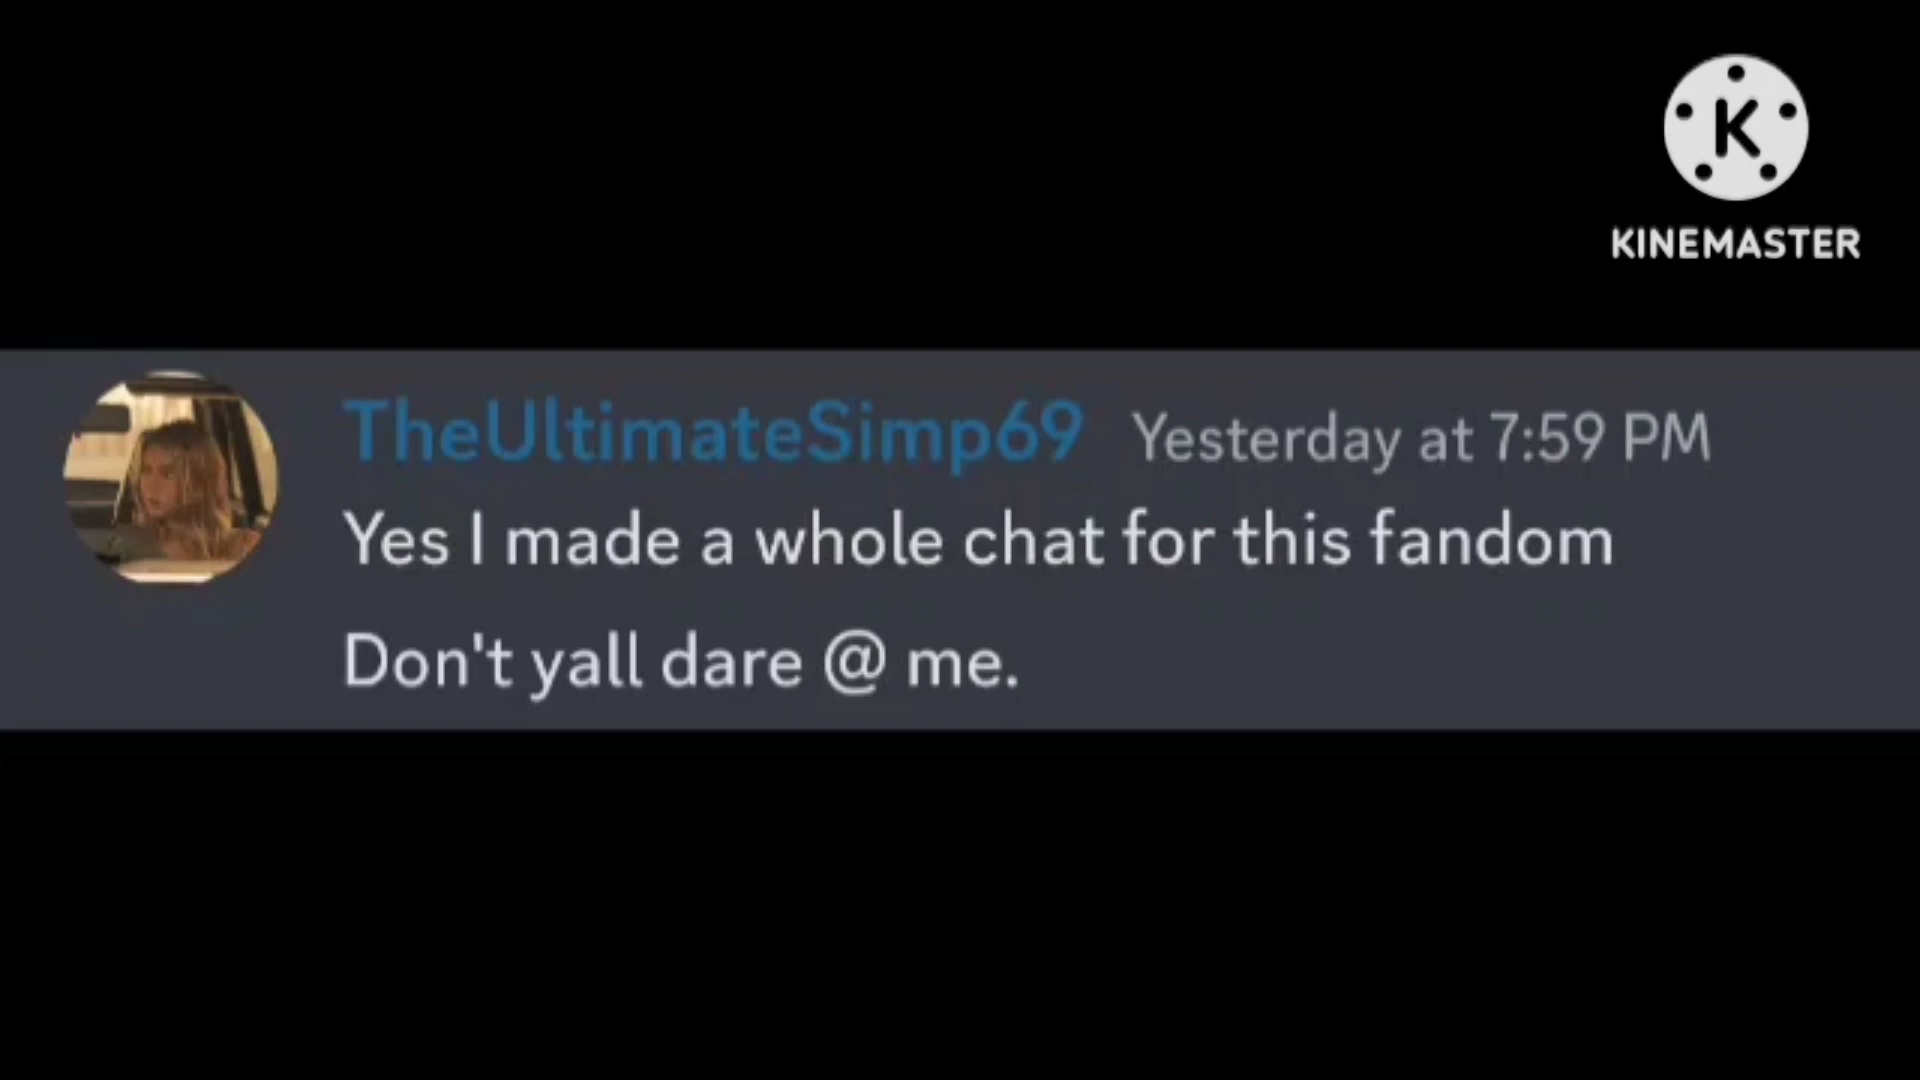 K
KINEMASTER
TheUltimateSimp69 Yesterday at 7:59 PM
Yes I made a whole chat for this fandom
Don't yall dare @ me.